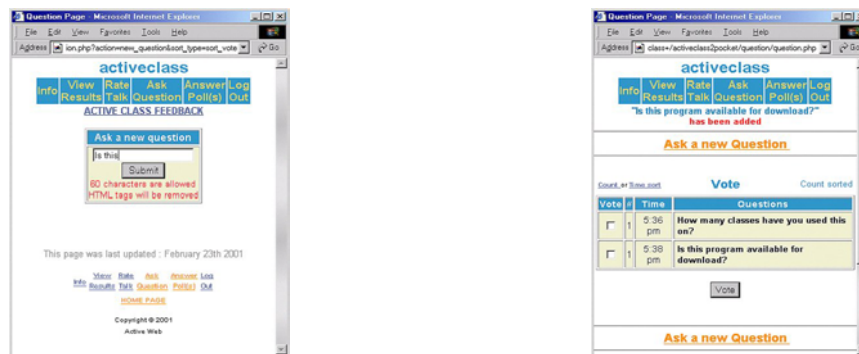 Question Page - Microsoft Internet Explorer
File Edit View Favorites Tools Help
Address ion.php?action=new_question&sort_type=sort_vote Go
activeclass
Info View Results Rate Talk Ask Question Answer Poll(s) Log Out
ACTIVE CLASS FEEDBACK
Ask a new question
Is this
Submit
60 characters are allowed
HTML tags will be removed
This page was last updated : February 23th 2001
Info View Results Rate Talk Ask Question Answer Poll(s) Log Out
HOME PAGE
Copyright © 2001
Active Web
Question Page - Microsoft Internet Explorer
File Edit View Favorites Tools Help
Address class+/activeclass2pocket/question/question.php Go
activeclass
Info View Results Rate Talk Ask Question Answer Poll(s) Log Out
"Is this program available for download?"
has been added
Ask a new Question
Count or Time sort Vote Count sorted
Vote # Time Questions
1 5:36 pm How many classes have you used this on?
1 5:38 pm Is this program available for download?
Vote
Ask a new Question